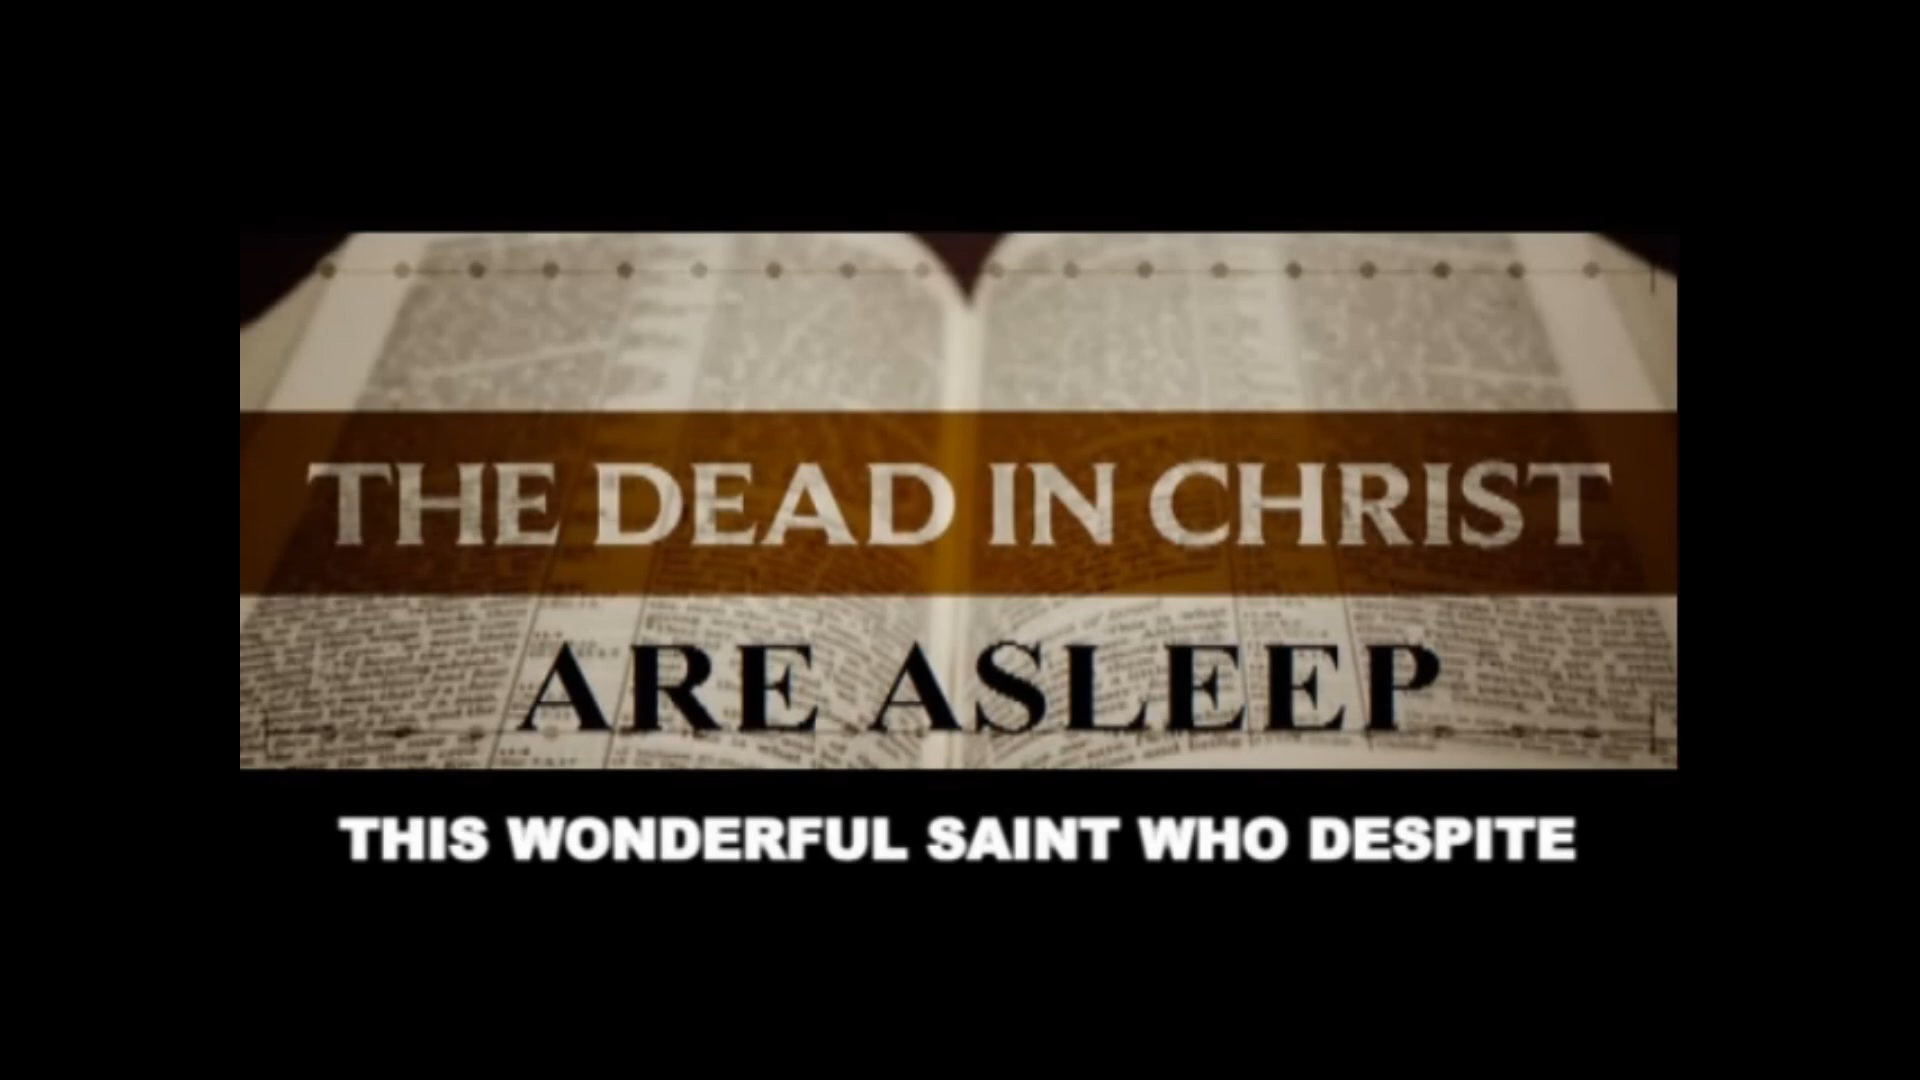 THE DEAD IN CHRIST
ARE ASLEEP
THIS WONDERFUL SAINT WHO DESPITE